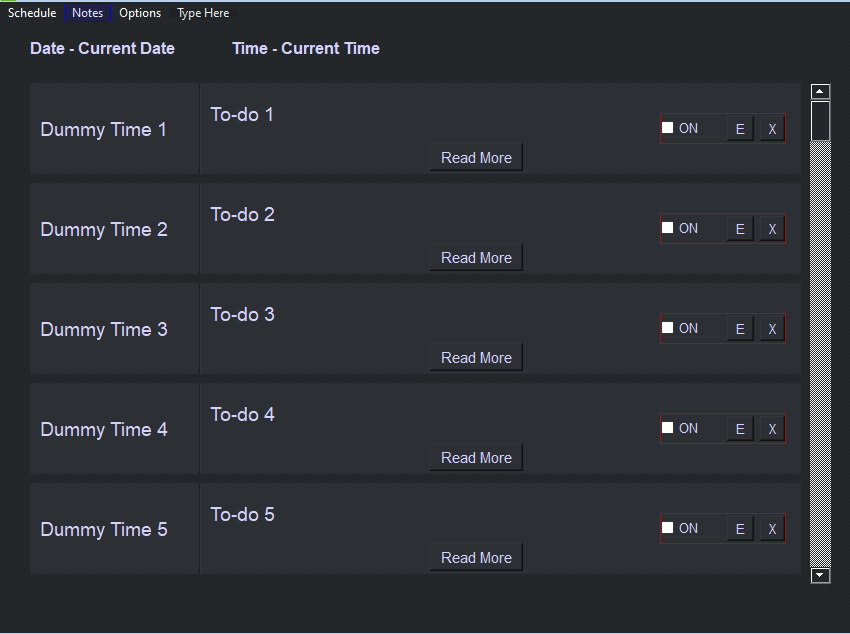 Schedule Notes Options Type Here
Date - Current Date Time - Current Time
Dummy Time 1 To-do 1 ON E X
Read More
Dummy Time 2 To-do 2 ON E X
Read More
Dummy Time 3 To-do 3 ON E X
Read More
Dummy Time 4 To-do 4 ON E X
Read More
Dummy Time 5 To-do 5 ON E X
Read More